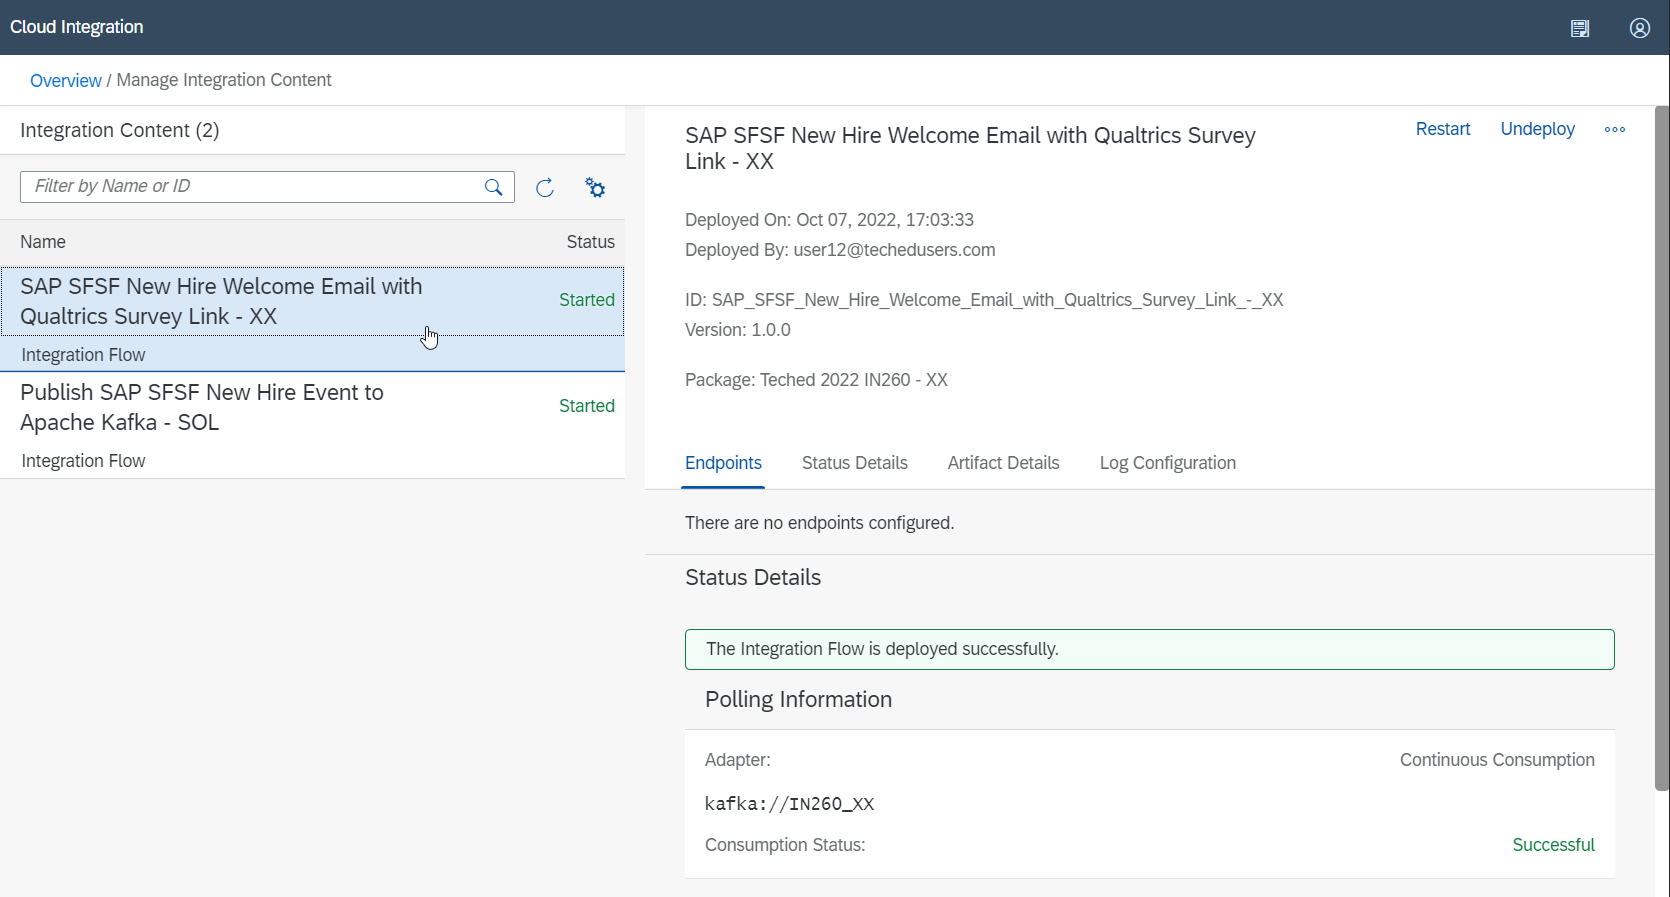 Cloud Integration
Overview / Manage Integration Content
Integration Content (2)
Filter by Name or ID
Name Status
SAP SFSF New Hire Welcome Email with
Qualtrics Survey Link - XX
Started
Integration Flow
Publish SAP SFSF New Hire Event to
Apache Kafka - SOL
Started
Integration Flow
SAP SFSF New Hire Welcome Email with Qualtrics Survey
Link - XX
Restart Undeploy
Deployed On: Oct 07, 2022, 17:03:33
Deployed By: user12@techedusers.com
ID: SAP_SFSF_New_Hire_Welcome_Email_with_Qualtrics_Survey_Link_-_XX
Version: 1.0.0
Package: Teched 2022 IN260 - XX
Endpoints Status Details Artifact Details Log Configuration
There are no endpoints configured.
Status Details
The Integration Flow is deployed successfully.
Polling Information
Adapter: Continuous Consumption
kafka://IN260_XX
Consumption Status: Successful